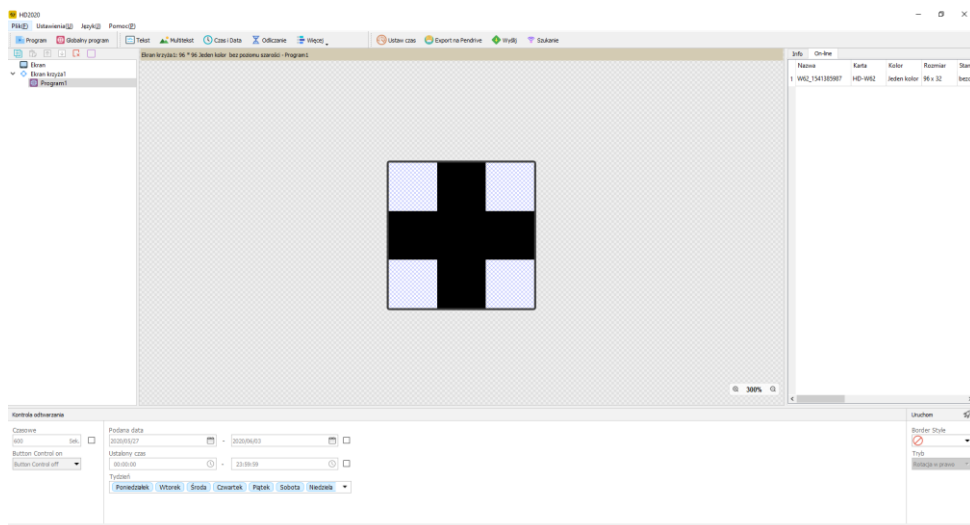 HD2020
Plik(F) Ustawienia(U) Język(J) Pomoc(P)
Program Globalny program Tekst Multitekst Czas i Data Odliczanie Więcej Ustaw czas Export na Pendrive Wyślij Szukanie
Ekran
Ekran krzyża1
Program1
Ekran krzyża1: 96 * 96 Jeden kolor bez poziomu szarości - Program1
300%
Info On-line
Nazwa Karta Kolor Rozmiar
1 W62_1541385987 HD-W62 Jeden kolor 96 x 32
Kontrola odtwarzania
Czasowe
600 Sek.
Button Control on
Button Control off
Podana data
2020/05/27 - 2020/06/03
Ustalony czas
00:00:00 - 23:59:59
Tydzień
Poniedziałek Wtorek Środa Czwartek Piątek Sobota Niedziela
Uruchom
Border Style
Tryb
Rotacja w prawo